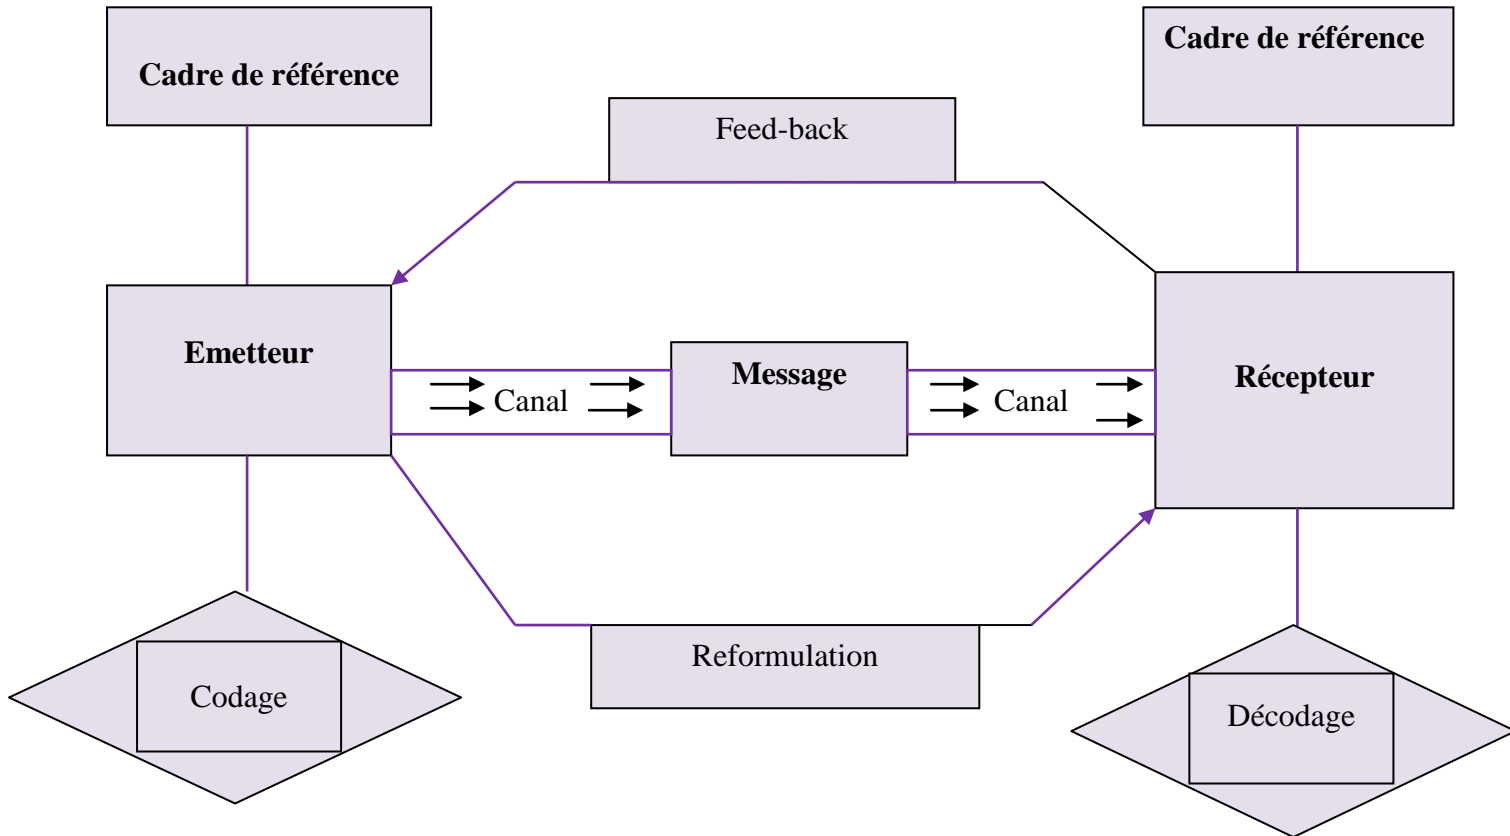 Cadre de référence
Cadre de référence
Feed-back
Emetteur
Canal
Message
Canal
Récepteur
Reformulation
Codage
Décodage